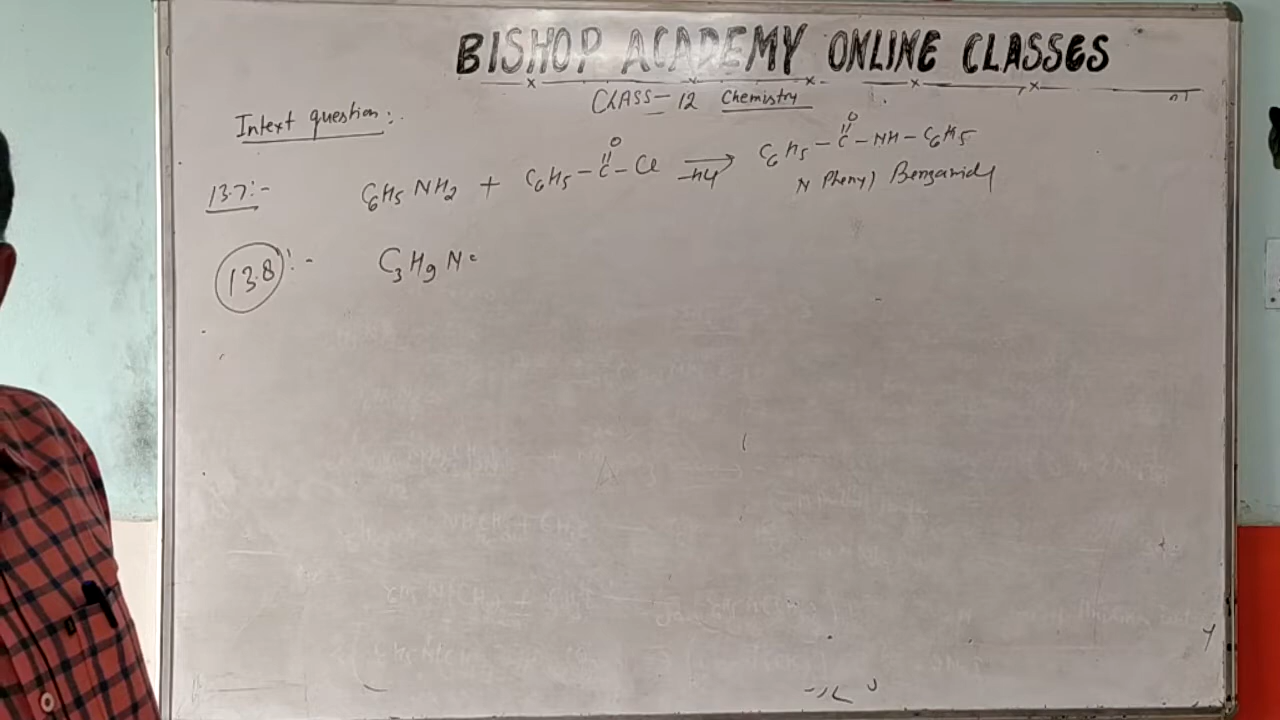 BISHOP ACADEMY ONLINE CLASSES
CLASS-12 Chemistry
Intext question:
13.7:- C6H5NH2 + C6H5-C(=O)-Cl → -HCl C6H5-C(=O)-NH-C6H5
N Phenyl Benzamide
13.8:- C3H9N